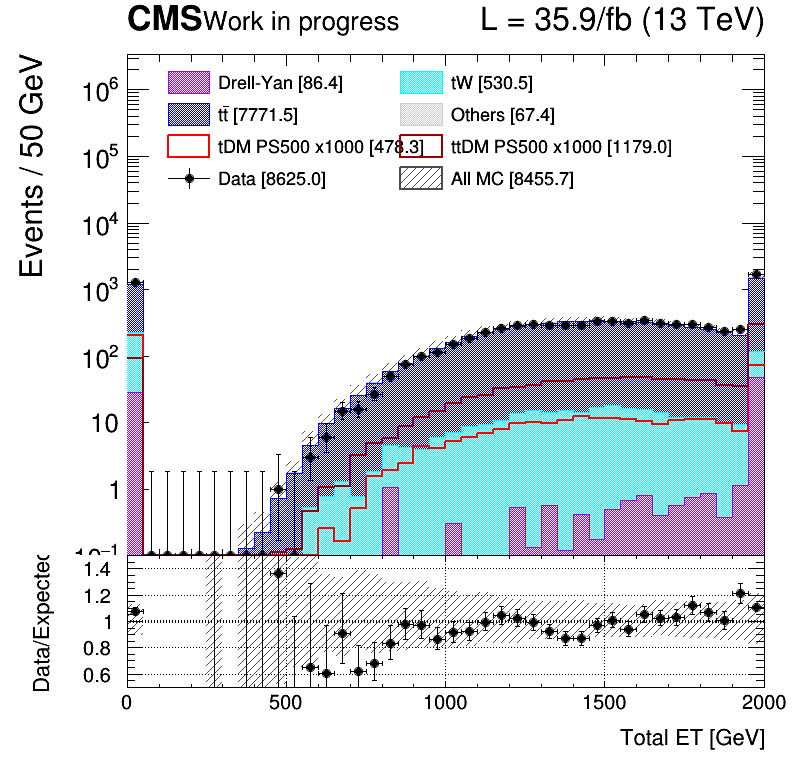 CMS Work in progress L = 35.9/fb (13 TeV)
Events / 50 GeV
Drell-Yan [86.4] tW [530.5]
tt̄ [7771.5] Others [67.4]
tDM PS500 x1000 [478.3] ttDM PS500 x1000 [1179.0]
Data [8625.0] All MC [8455.7]
10⁶
10⁵
10⁴
10³
10²
10
1
10⁻¹
Data/Expected
1.4
1.2
1
0.8
0.6
0 500 1000 1500 2000
Total ET [GeV]